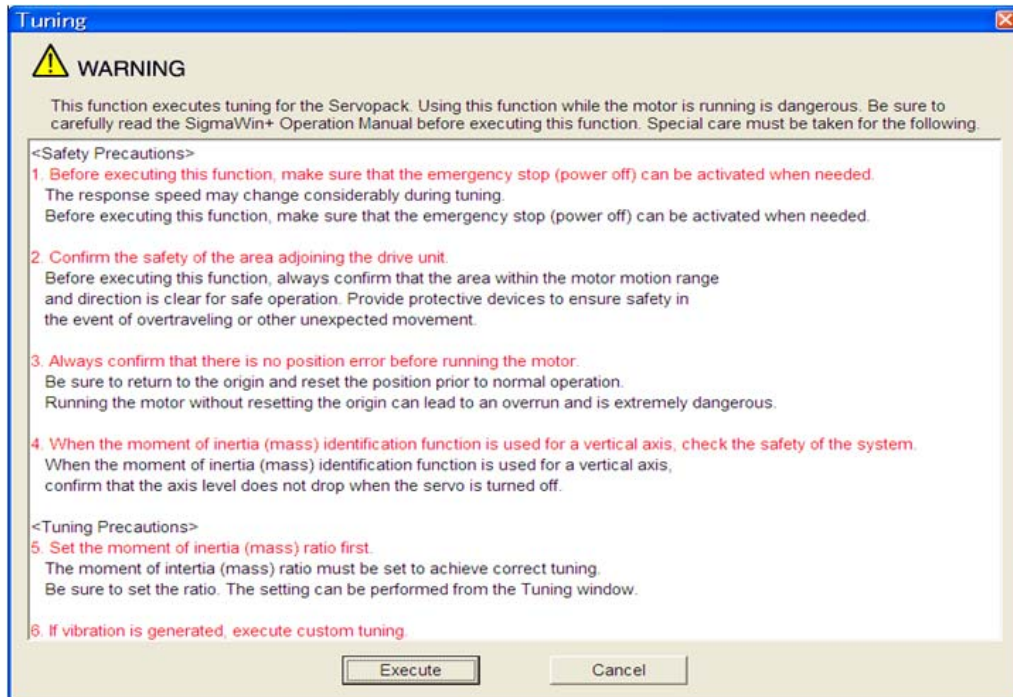 Tuning
WARNING
This function executes tuning for the Servopack. Using this function while the motor is running is dangerous. Be sure to
carefully read the SigmaWin+ Operation Manual before executing this function. Special care must be taken for the following.
<Safety Precautions>
1. Before executing this function, make sure that the emergency stop (power off) can be activated when needed.
The response speed may change considerably during tuning.
Before executing this function, make sure that the emergency stop (power off) can be activated when needed.
2. Confirm the safety of the area adjoining the drive unit.
Before executing this function, always confirm that the area within the motor motion range
and direction is clear for safe operation. Provide protective devices to ensure safety in
the event of overtraveling or other unexpected movement.
3. Always confirm that there is no position error before running the motor.
Be sure to return to the origin and reset the position prior to normal operation.
Running the motor without resetting the origin can lead to an overrun and is extremely dangerous.
4. When the moment of inertia (mass) identification function is used for a vertical axis, check the safety of the system.
When the moment of inertia (mass) identification function is used for a vertical axis,
confirm that the axis level does not drop when the servo is turned off.
<Tuning Precautions>
5. Set the moment of inertia (mass) ratio first.
The moment of intertia (mass) ratio must be set to achieve correct tuning.
Be sure to set the ratio. The setting can be performed from the Tuning window.
6. If vibration is generated, execute custom tuning.
Execute
Cancel